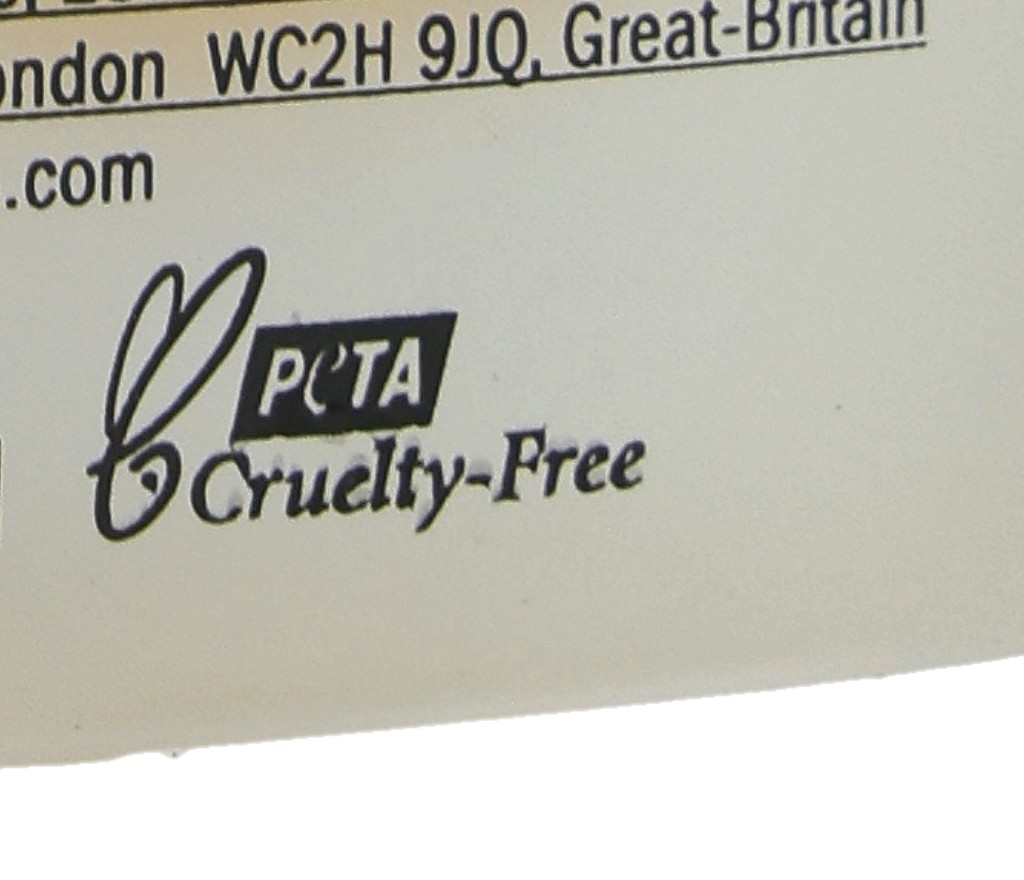 ondon WC2H 9JQ, Great-Britain
.com
PeTA
Cruelty-Free